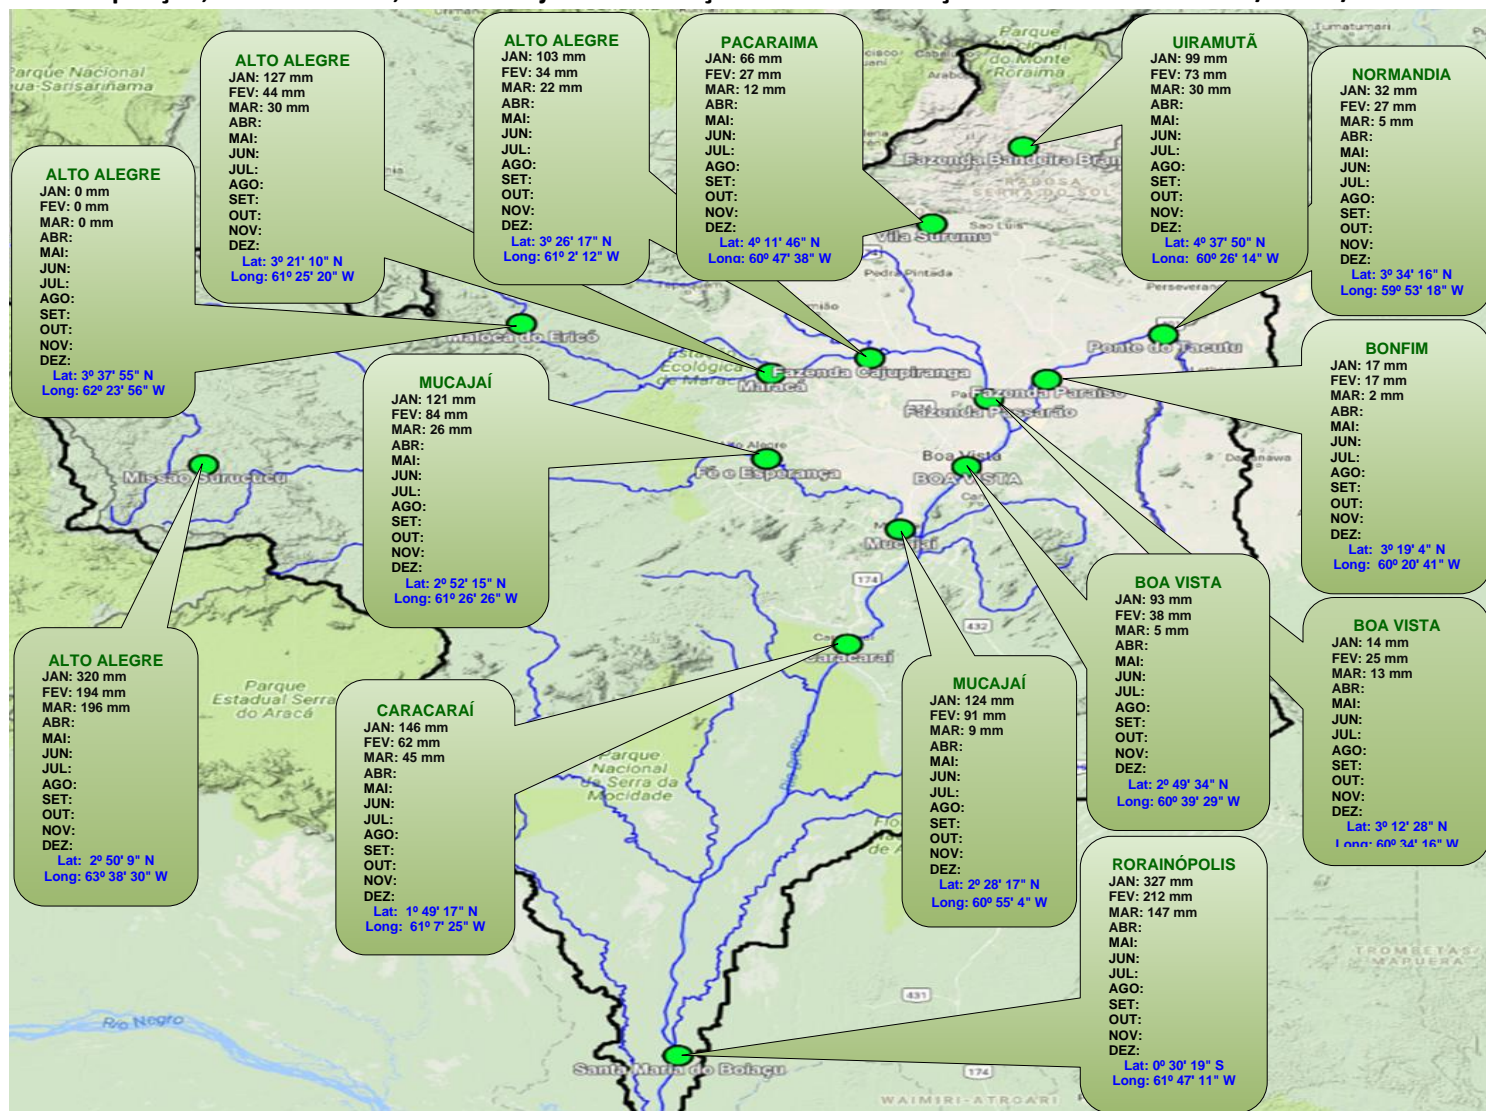 ALTO ALEGRE
JAN: 0 mm
FEV: 0 mm
MAR: 0 mm
ABR:
MAI:
JUN:
JUL:
AGO:
SET:
OUT:
NOV:
DEZ:
Lat: 3º 37' 55" N
Long: 62º 23' 56" W
ALTO ALEGRE
JAN: 127 mm
FEV: 44 mm
MAR: 30 mm
ABR:
MAI:
JUN:
JUL:
AGO:
SET:
OUT:
NOV:
DEZ:
Lat: 3º 21' 10" N
Long: 61º 25' 20" W
ALTO ALEGRE
JAN: 103 mm
FEV: 34 mm
MAR: 22 mm
ABR:
MAI:
JUN:
JUL:
AGO:
SET:
OUT:
NOV:
DEZ:
Lat: 3º 26' 17" N
Long: 61º 2' 12" W
PACARAIMA
JAN: 66 mm
FEV: 27 mm
MAR: 12 mm
ABR:
MAI:
JUN:
JUL:
AGO:
SET:
OUT:
NOV:
DEZ:
Lat: 4º 11' 46" N
Long: 60º 47' 38" W
UIRAMUTÃ
JAN: 99 mm
FEV: 73 mm
MAR: 30 mm
ABR:
MAI:
JUN:
JUL:
AGO:
SET:
OUT:
NOV:
DEZ:
Lat: 4º 37' 50" N
Long: 60º 26' 14" W
NORMANDIA
JAN: 32 mm
FEV: 27 mm
MAR: 5 mm
ABR:
MAI:
JUN:
JUL:
AGO:
SET:
OUT:
NOV:
DEZ:
Lat: 3º 34' 16" N
Long: 59º 53' 18" W
MUCAJAÍ
JAN: 121 mm
FEV: 84 mm
MAR: 26 mm
ABR:
MAI:
JUN:
JUL:
AGO:
SET:
OUT:
NOV:
DEZ:
Lat: 2º 52' 15" N
Long: 61º 26' 26" W
BONFIM
JAN: 17 mm
FEV: 17 mm
MAR: 2 mm
ABR:
MAI:
JUN:
JUL:
AGO:
SET:
OUT:
NOV:
DEZ:
Lat: 3º 19' 4" N
Long: 60º 20' 41" W
ALTO ALEGRE
JAN: 320 mm
FEV: 194 mm
MAR: 196 mm
ABR:
MAI:
JUN:
JUL:
AGO:
SET:
OUT:
NOV:
DEZ:
Lat: 2º 50' 9" N
Long: 63º 38' 30" W
CARACARAÍ
JAN: 146 mm
FEV: 62 mm
MAR: 45 mm
ABR:
MAI:
JUN:
JUL:
AGO:
SET:
OUT:
NOV:
DEZ:
Lat: 1º 49' 17" N
Long: 61º 7' 25" W
MUCAJAÍ
JAN: 124 mm
FEV: 91 mm
MAR: 9 mm
ABR:
MAI:
JUN:
JUL:
AGO:
SET:
OUT:
NOV:
DEZ:
Lat: 2º 28' 17" N
Long: 60º 55' 4" W
BOA VISTA
JAN: 93 mm
FEV: 38 mm
MAR: 5 mm
ABR:
MAI:
JUN:
JUL:
AGO:
SET:
OUT:
NOV:
DEZ:
Lat: 2º 49' 34" N
Long: 60º 39' 29" W
BOA VISTA
JAN: 14 mm
FEV: 25 mm
MAR: 13 mm
ABR:
MAI:
JUN:
JUL:
AGO:
SET:
OUT:
NOV:
DEZ:
Lat: 3º 12' 28" N
Long: 60º 34' 16" W
RORAINÓPOLIS
JAN: 327 mm
FEV: 212 mm
MAR: 147 mm
ABR:
MAI:
JUN:
JUL:
AGO:
SET:
OUT:
NOV:
DEZ:
Lat: 0º 30' 19" S
Long: 61º 47' 11" W
Parque
do Monte
Roraima
Tumatumari
Parque Nacional
Fazenda Bandeira Bran
RAPOSA
SERRA DO SOL
Vila Surumu
Sao Luis
Pedra Pintada
Maloca do Ericó
Ponte do Tacutu
Maracá
Fazenda Cajupiranga
Fazenda Paraíso
Fazenda Passarão
Missão Surucucu
Fé e Esperança
Boa Vista
BOA VISTA
Mucajaí
174
432
Caracaraí
Parque
Estadual Serra
do Aracá
Parque
Nacional
da Serra da
Mocidade
Rio Branco
Rio Negro
431
174
Santa Maria do Boiaçu
WAIMIRI-ATROARI
TROMBETAS/
MAPUERA